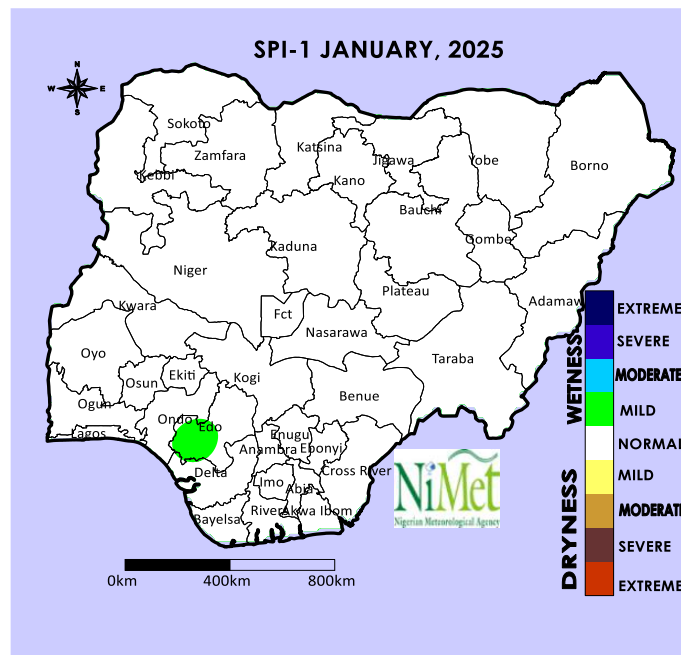 SPI-1 JANUARY, 2025
N
W E
S
Sokoto
Zamfara
Katsina
Jigawa
Yobe
Borno
Kebbi
Kano
Bauchi
Gombe
Kaduna
Niger
Plateau
Adamaw
Kwara
Fct
Nasarawa
Taraba
Oyo
Osun
Ekiti
Kogi
Benue
Ogun
Lagos
Ondo
Edo
Enugu
Anambra
Ebonyi
Delta
Imo
Abia
Cross River
Bayelsa
Rivers
Akwa Ibom
WETNESS
DRYNESS
EXTREME
SEVERE
MODERATE
MILD
NORMAL
MILD
MODERATE
SEVERE
EXTREME
NiMet
Nigerian Meteorological Agency
0km 400km 800km